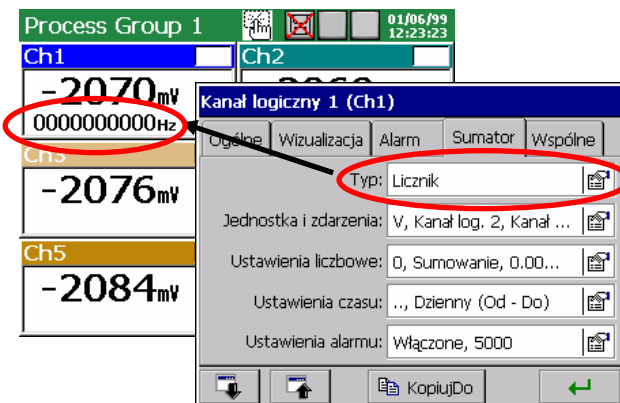 Process Group 1
01/06/99
12:23:23
Ch1
Ch2
-2070mV
0000000000Hz
Kanał logiczny 1 (Ch1)
Ogólne Wizualizacja Alarm Sumator Wspólne
Ch3
-2076mV
Typ: Licznik
Jednostka i zdarzenia: V, Kanał log. 2, Kanał ...
Ch5
-2084mV
Ustawienia liczbowe: 0, Sumowanie, 0.00...
Ustawienia czasu: .., Dzienny (Od - Do)
Ustawienia alarmu: Włączone, 5000
KopiujDo